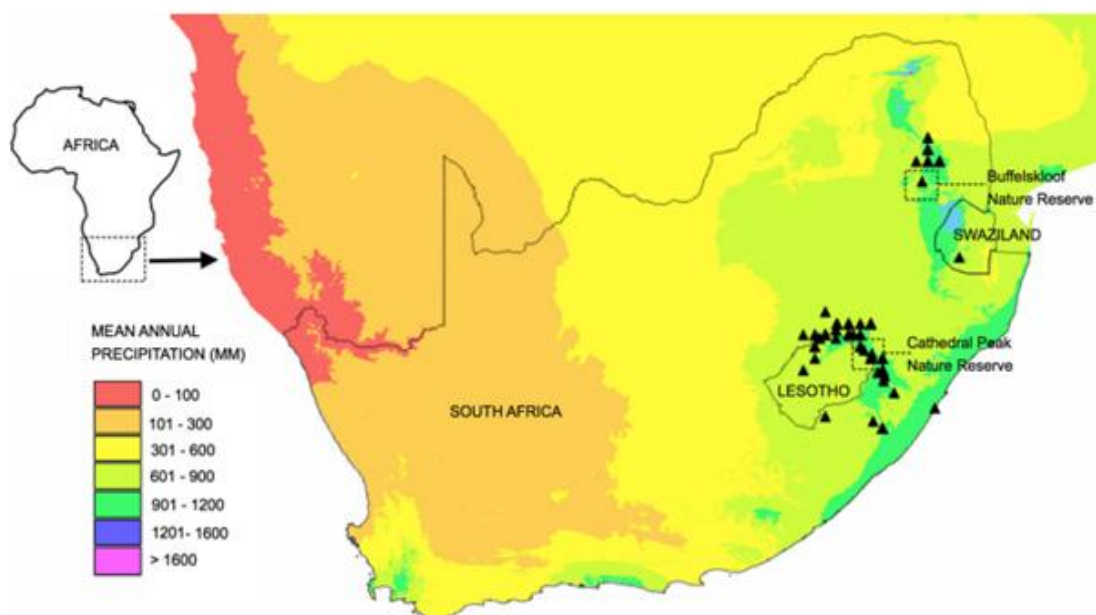 AFRICA
Buffelskloof
Nature Reserve
SWAZILAND
MEAN ANNUAL
PRECIPITATION (MM)
0 - 100
101 - 300
301 - 600
601 - 900
901 - 1200
1201- 1600
> 1600
SOUTH AFRICA
LESOTHO
Cathedral Peak
Nature Reserve